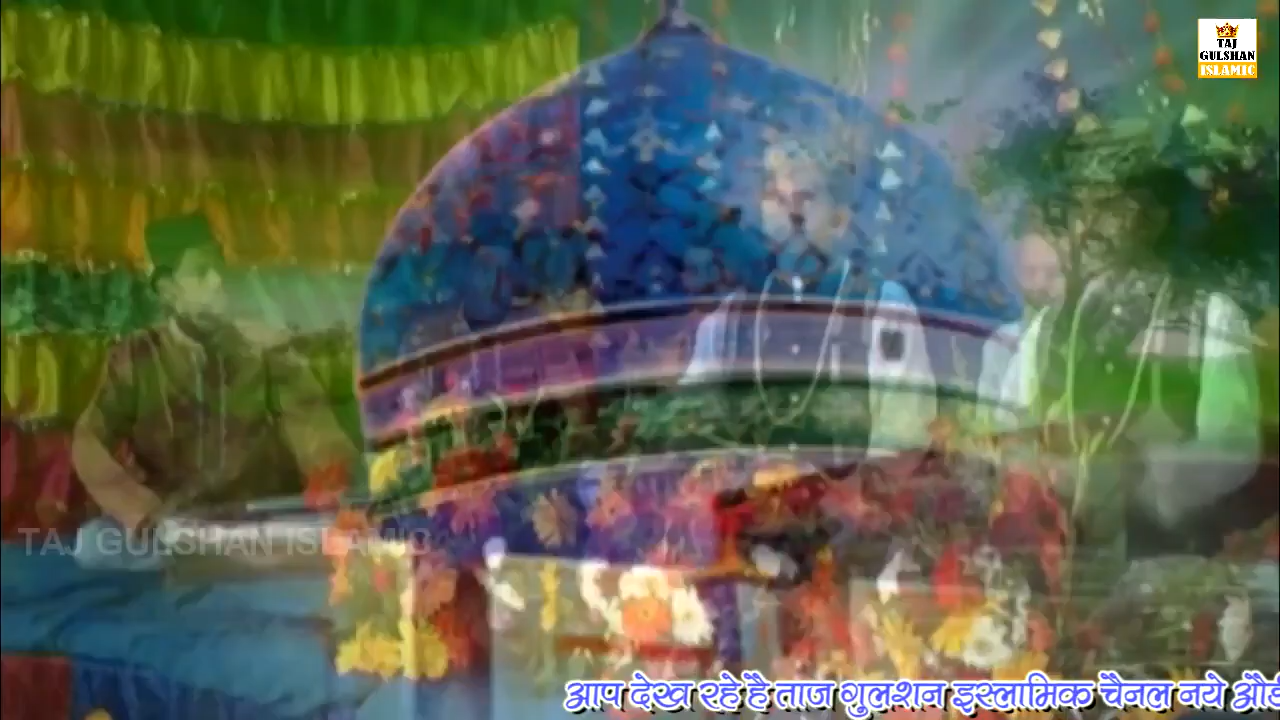 TAJ
GULSHAN
ISLAMIC
TAJ GULSHAN ISLAMIC
आप देख रहे है ताज गुलशन इस्लामिक चैनल नये